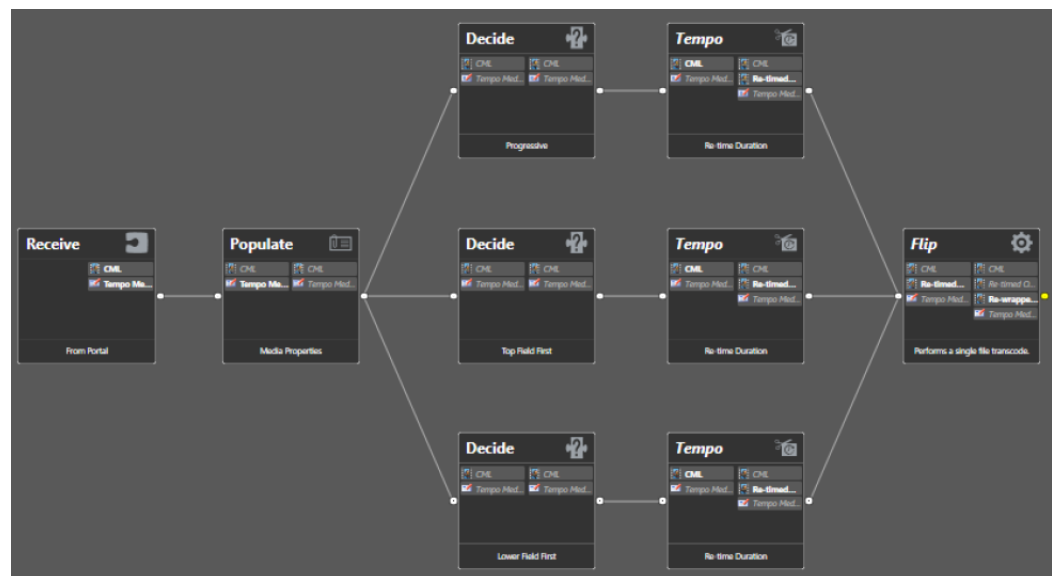 Decide
CML CML
Tempo Med... Tempo Med...
Progressive
Tempo
CML CML
Tempo Med... Re-timed...
Tempo Med...
Re-time Duration
Receive
CML
Tempo Me...
From Portal
Populate
CML CML
Tempo Me... Tempo Med...
Media Properties
Decide
CML CML
Tempo Med... Tempo Med...
Top Field First
Tempo
CML CML
Tempo Med... Re-timed...
Tempo Med...
Re-time Duration
Flip
CML CML
Re-timed... Re-timed O...
Tempo Med... Re-wrappe...
Tempo Med...
Performs a single file transcode.
Decide
CML CML
Tempo Med... Tempo Med...
Lower Field First
Tempo
CML CML
Tempo Med... Re-timed...
Tempo Med...
Re-time Duration